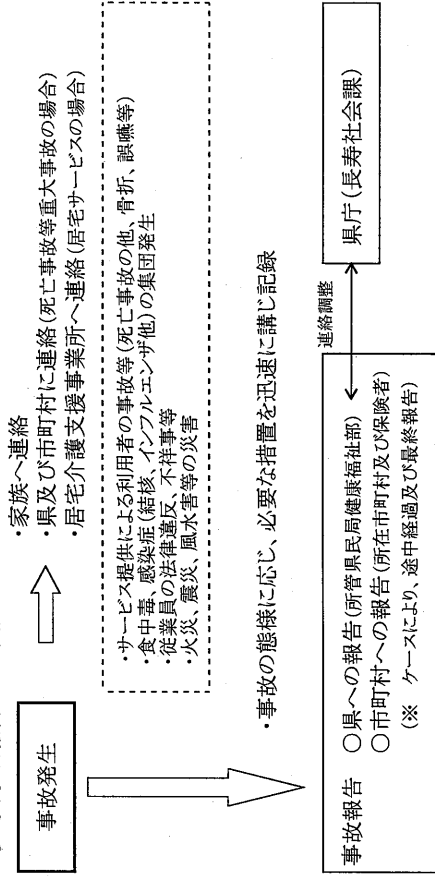 事故発生
・家族へ連絡
・県及び市町村に連絡(死亡事故等重大事故の場合)
・居宅介護支援事業所へ連絡(居宅サービスの場合)
・サービス提供による利用者の事故等(死亡事故の他、骨折、誤嚥等)
・食中毒、感染症(結核、インフルエンザ他)の集団発生
・従業員の法律違反、不祥事等
・火災、震災、風水害等の災害
・事故の態様に応じ、必要な措置を迅速に講じ記録
事故報告 ○県への報告(所管県民局健康福祉部)
○市町村への報告(所在市町村及び保険者)
(※ ケースにより、途中経過及び最終報告)
連絡調整
県庁(長寿社会課)